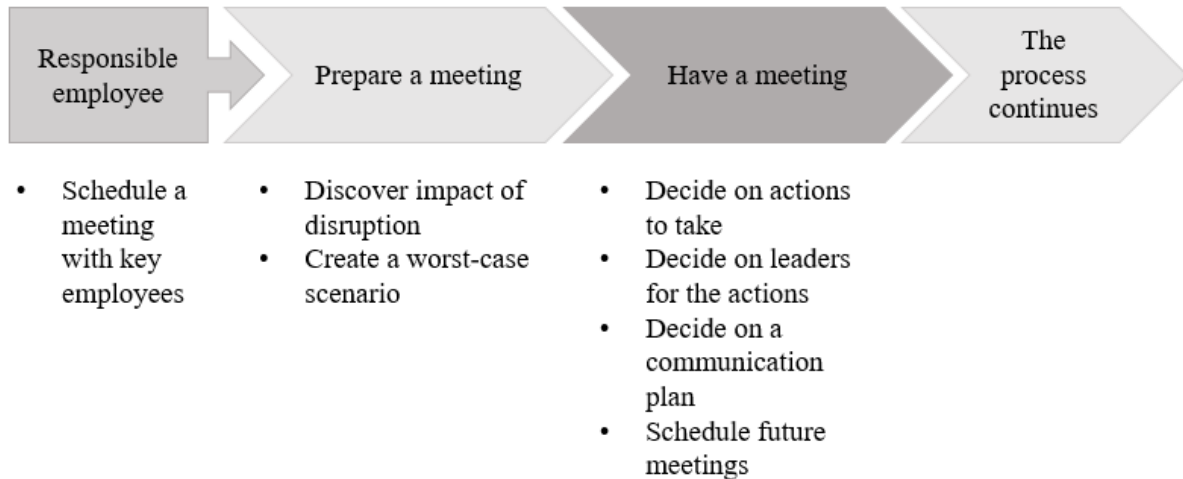 Responsible
employee
Prepare a meeting
Have a meeting
The
process
continues
• Schedule a
meeting
with key
employees
• Discover impact of
disruption
• Create a worst-case
scenario
• Decide on actions
to take
• Decide on leaders
for the actions
• Decide on a
communication
plan
• Schedule future
meetings